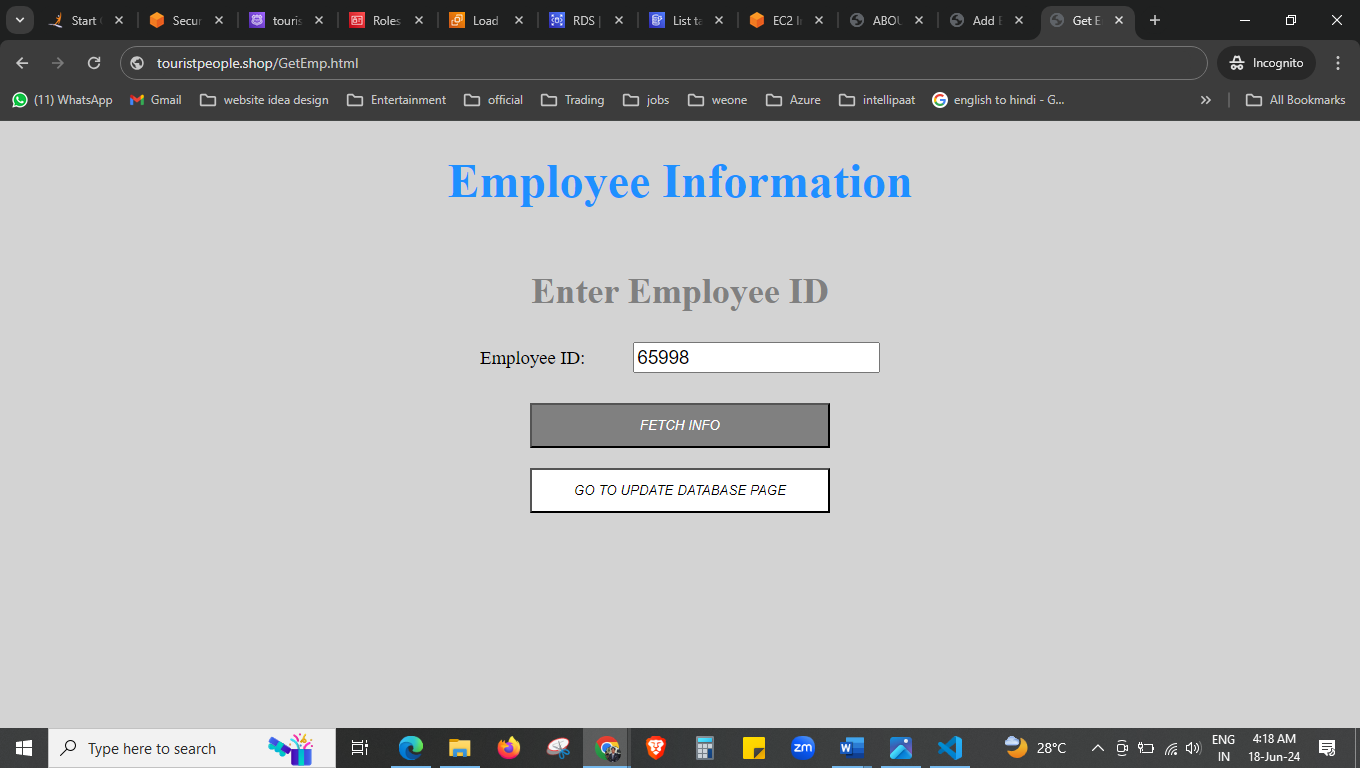 Start
Secur
touris
Roles
Load
RDS |
List ta
EC2 I
ABOU
Add E
Get E
touristpeople.shop/GetEmp.html
Incognito
(11) WhatsApp
Gmail
website idea design
Entertainment
official
Trading
jobs
weone
Azure
intellipaat
english to hindi - G...
All Bookmarks
Employee Information
Enter Employee ID
Employee ID: 65998
FETCH INFO
GO TO UPDATE DATABASE PAGE
Type here to search
zm
28°C
ENG
IN
4:18 AM
18-Jun-24